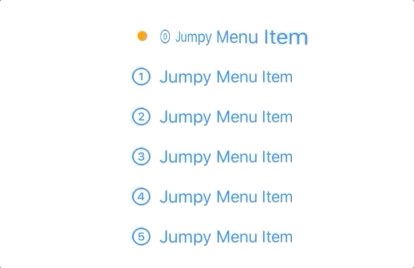 ⓪ Jumpy Menu Item
① Jumpy Menu Item
② Jumpy Menu Item
③ Jumpy Menu Item
④ Jumpy Menu Item
⑤ Jumpy Menu Item